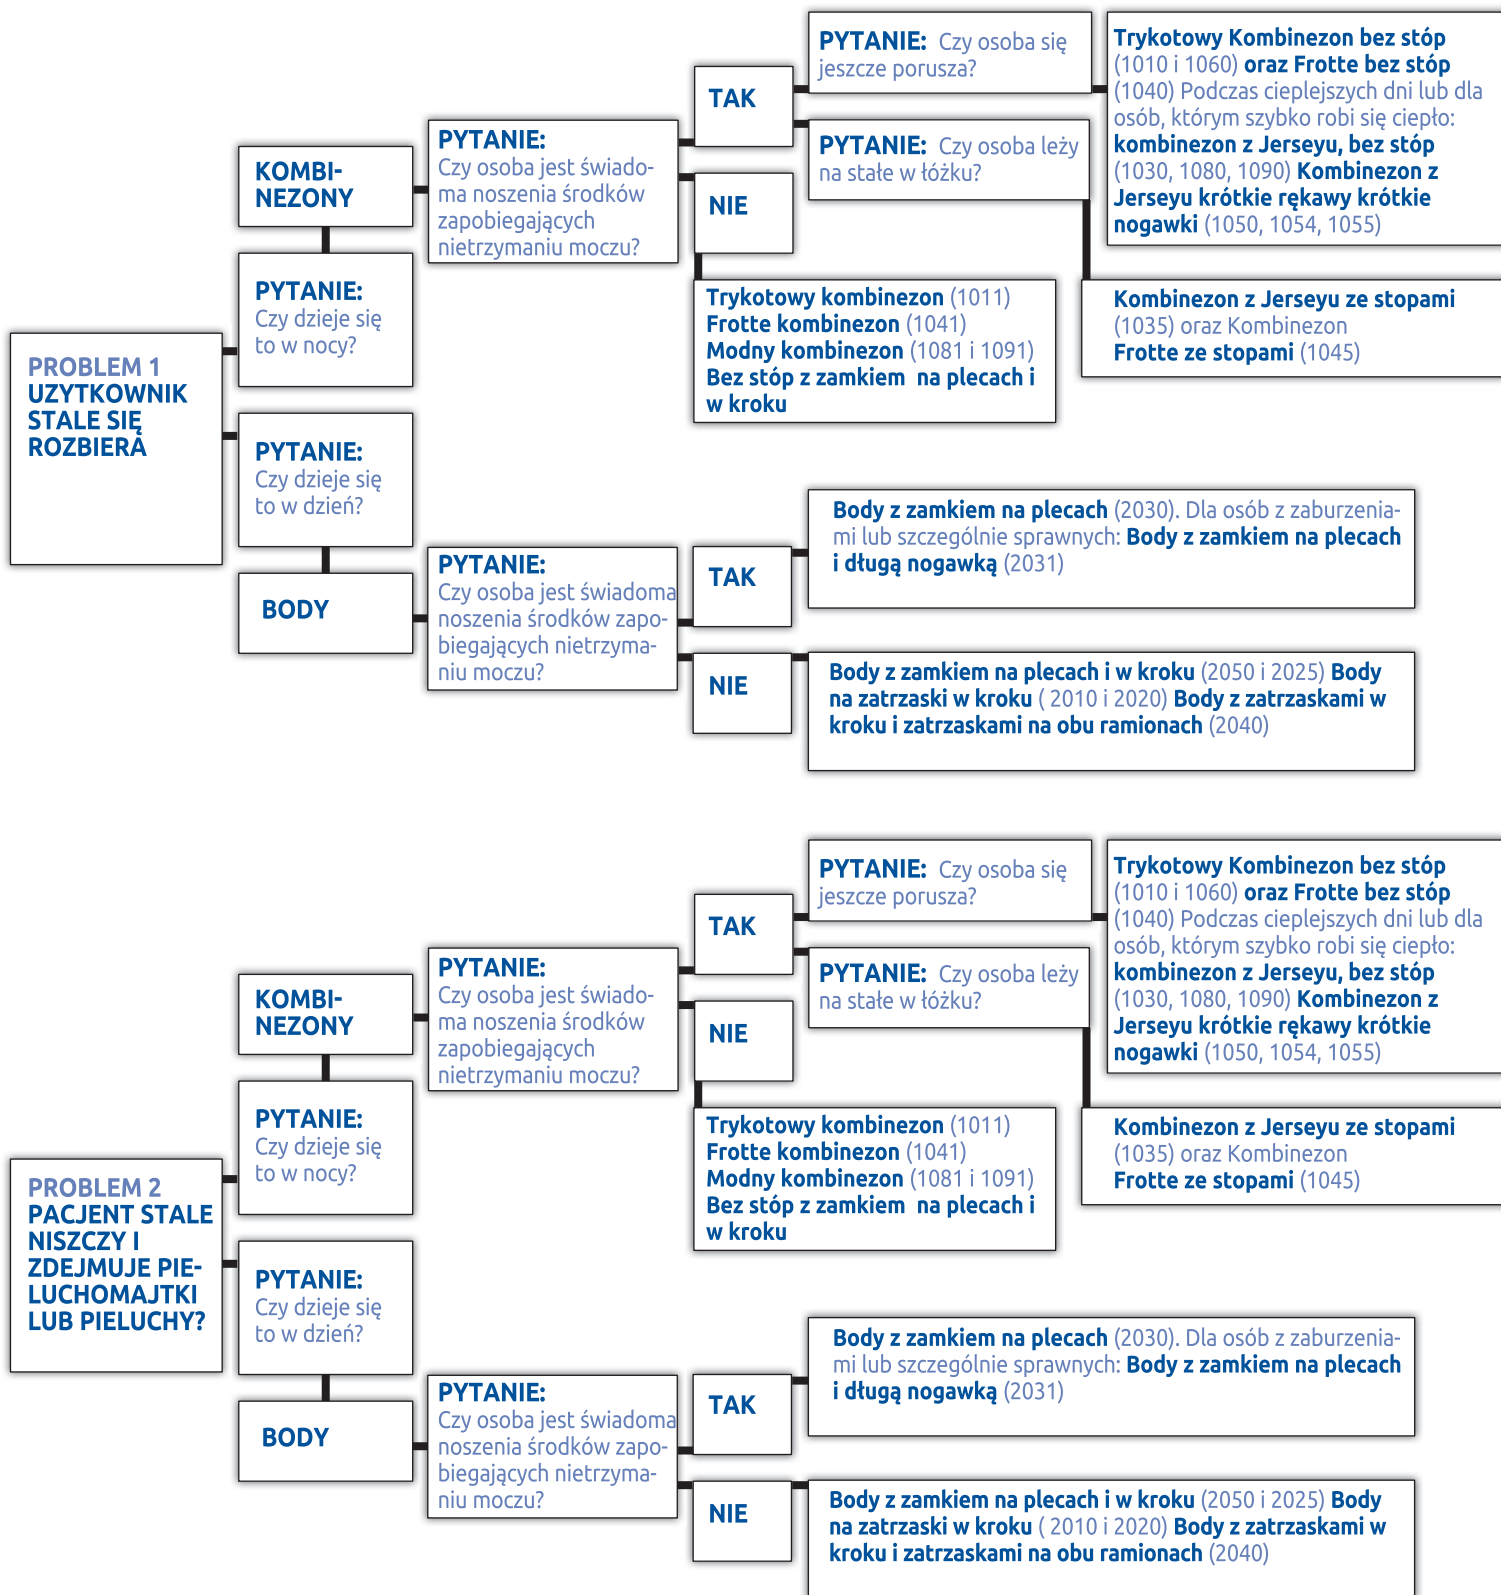 PROBLEM 1
UZYTKOWNIK
STALE SIĘ
ROZBIERA
PYTANIE:
Czy dzieje się
to w nocy?
KOMBI-
NEZONY
PYTANIE:
Czy osoba jest świado-
ma noszenia środków
zapobiegających
nietrzymaniu moczu?
TAK
PYTANIE: Czy osoba się
jeszcze porusza?
Trykotowy Kombinezon bez stóp
(1010 i 1060) oraz Frotte bez stóp
(1040) Podczas cieplejszych dni lub dla
osób, którym szybko robi się ciepło:
kombinezon z Jerseyu, bez stóp
(1030, 1080, 1090) Kombinezon z
Jerseyu krótkie rękawy krótkie
nogawki (1050, 1054, 1055)
PYTANIE: Czy osoba leży
na stałe w łóżku?
Kombinezon z Jerseyu ze stopami
(1035) oraz Kombinezon
Frotte ze stopami (1045)
NIE
Trykotowy kombinezon (1011)
Frotte kombinezon (1041)
Modny kombinezon (1081 i 1091)
Bez stóp z zamkiem na plecach i
w kroku
PYTANIE:
Czy dzieje się
to w dzień?
BODY
PYTANIE:
Czy osoba jest świadoma
noszenia środków zapo-
biegających nietrzyma-
niu moczu?
TAK
Body z zamkiem na plecach (2030). Dla osób z zaburzenia-
mi lub szczególnie sprawnych: Body z zamkiem na plecach
i długą nogawką (2031)
NIE
Body z zamkiem na plecach i w kroku (2050 i 2025) Body
na zatrzaski w kroku ( 2010 i 2020) Body z zatrzaskami w
kroku i zatrzaskami na obu ramionach (2040)
PROBLEM 2
PACJENT STALE
NISZCZY I
ZDEJMUJE PIE-
LUCHOMAJTKI
LUB PIELUCHY?
PYTANIE:
Czy dzieje się
to w nocy?
KOMBI-
NEZONY
PYTANIE:
Czy osoba jest świado-
ma noszenia środków
zapobiegających
nietrzymaniu moczu?
TAK
PYTANIE: Czy osoba się
jeszcze porusza?
Trykotowy Kombinezon bez stóp
(1010 i 1060) oraz Frotte bez stóp
(1040) Podczas cieplejszych dni lub dla
osób, którym szybko robi się ciepło:
kombinezon z Jerseyu, bez stóp
(1030, 1080, 1090) Kombinezon z
Jerseyu krótkie rękawy krótkie
nogawki (1050, 1054, 1055)
PYTANIE: Czy osoba leży
na stałe w łóżku?
Kombinezon z Jerseyu ze stopami
(1035) oraz Kombinezon
Frotte ze stopami (1045)
NIE
Trykotowy kombinezon (1011)
Frotte kombinezon (1041)
Modny kombinezon (1081 i 1091)
Bez stóp z zamkiem na plecach i
w kroku
PYTANIE:
Czy dzieje się
to w dzień?
BODY
PYTANIE:
Czy osoba jest świadoma
noszenia środków zapo-
biegających nietrzyma-
niu moczu?
TAK
Body z zamkiem na plecach (2030). Dla osób z zaburzenia-
mi lub szczególnie sprawnych: Body z zamkiem na plecach
i długą nogawką (2031)
NIE
Body z zamkiem na plecach i w kroku (2050 i 2025) Body
na zatrzaski w kroku ( 2010 i 2020) Body z zatrzaskami w
kroku i zatrzaskami na obu ramionach (2040)